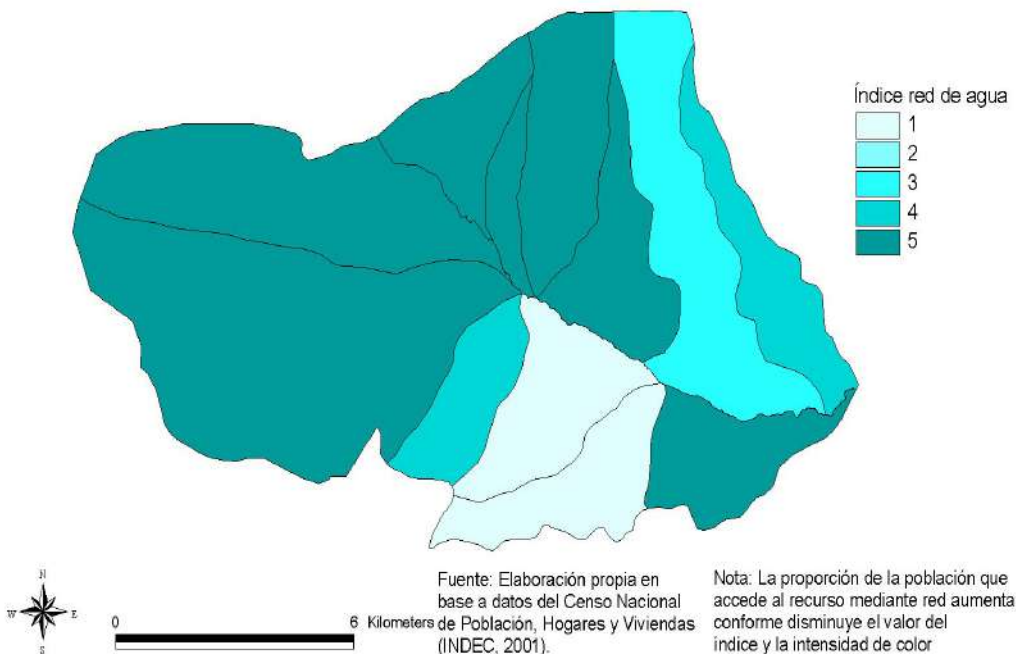 Índice red de agua
1
2
3
4
5
N
W E
S
0 6 Kilometers
Fuente: Elaboración propia en
base a datos del Censo Nacional
de Población, Hogares y Viviendas
(INDEC, 2001).
Nota: La proporción de la población que
accede al recurso mediante red aumenta
conforme disminuye el valor del
índice y la intensidad de color